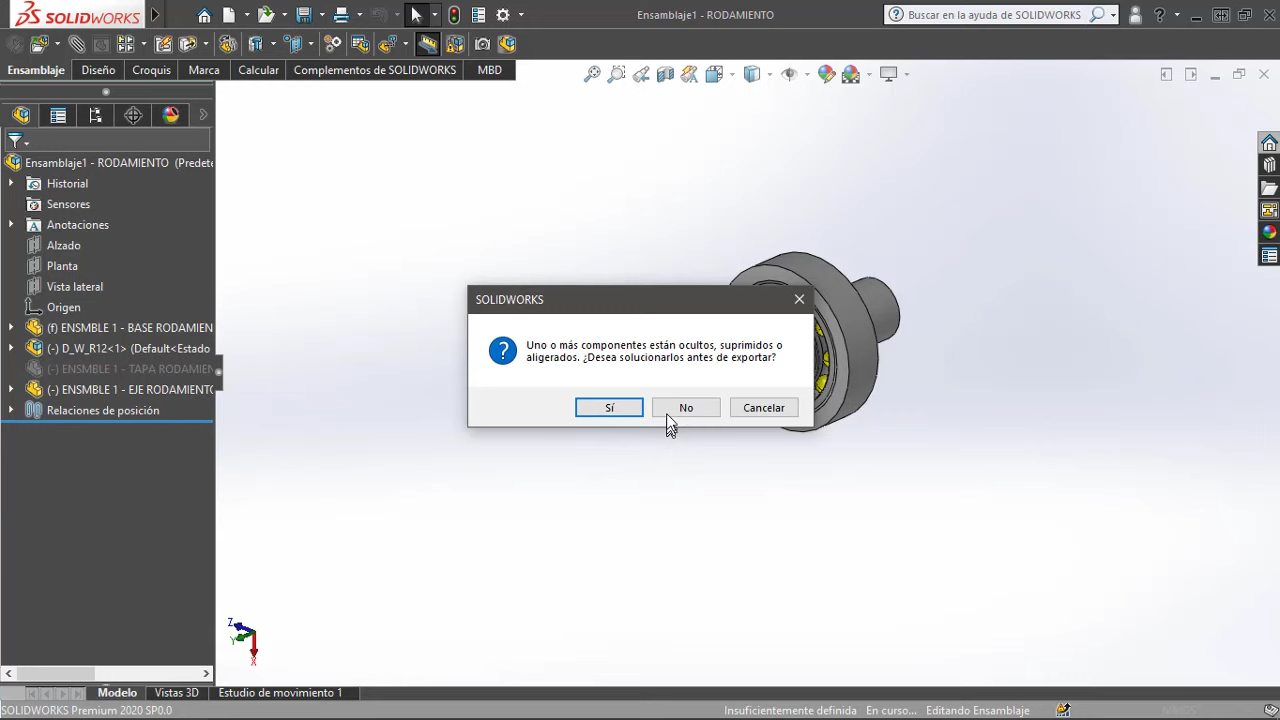 SOLIDWORKS
Ensamblaje1 - RODAMIENTO
Buscar en la ayuda de SOLIDWORKS
?
Ensamblaje
Diseño
Croquis
Marca
Calcular
Complementos de SOLIDWORKS
MBD
Ensamblaje1 - RODAMIENTO (Predete
Historial
Sensores
Anotaciones
Alzado
Planta
Vista lateral
Origen
(f) ENSMBLE 1 - BASE RODAMIEN
(-) D_W_R12<1> (Default<Estado
(-) ENSMBLE 1 - TAPA RODAMIEN
(-) ENSMBLE 1 - EJE RODAMIENTO
Relaciones de posición
SOLIDWORKS
Uno o más componentes están ocultos, suprimidos o
aligerados. ¿Desea solucionarlos antes de exportar?
Sí
No
Cancelar
Z
Y
X
Modelo
Vistas 3D
Estudio de movimiento 1
SOLIDWORKS Premium 2020 SP0.0
Insuficientemente definida
En curso...
Editando Ensamblaje